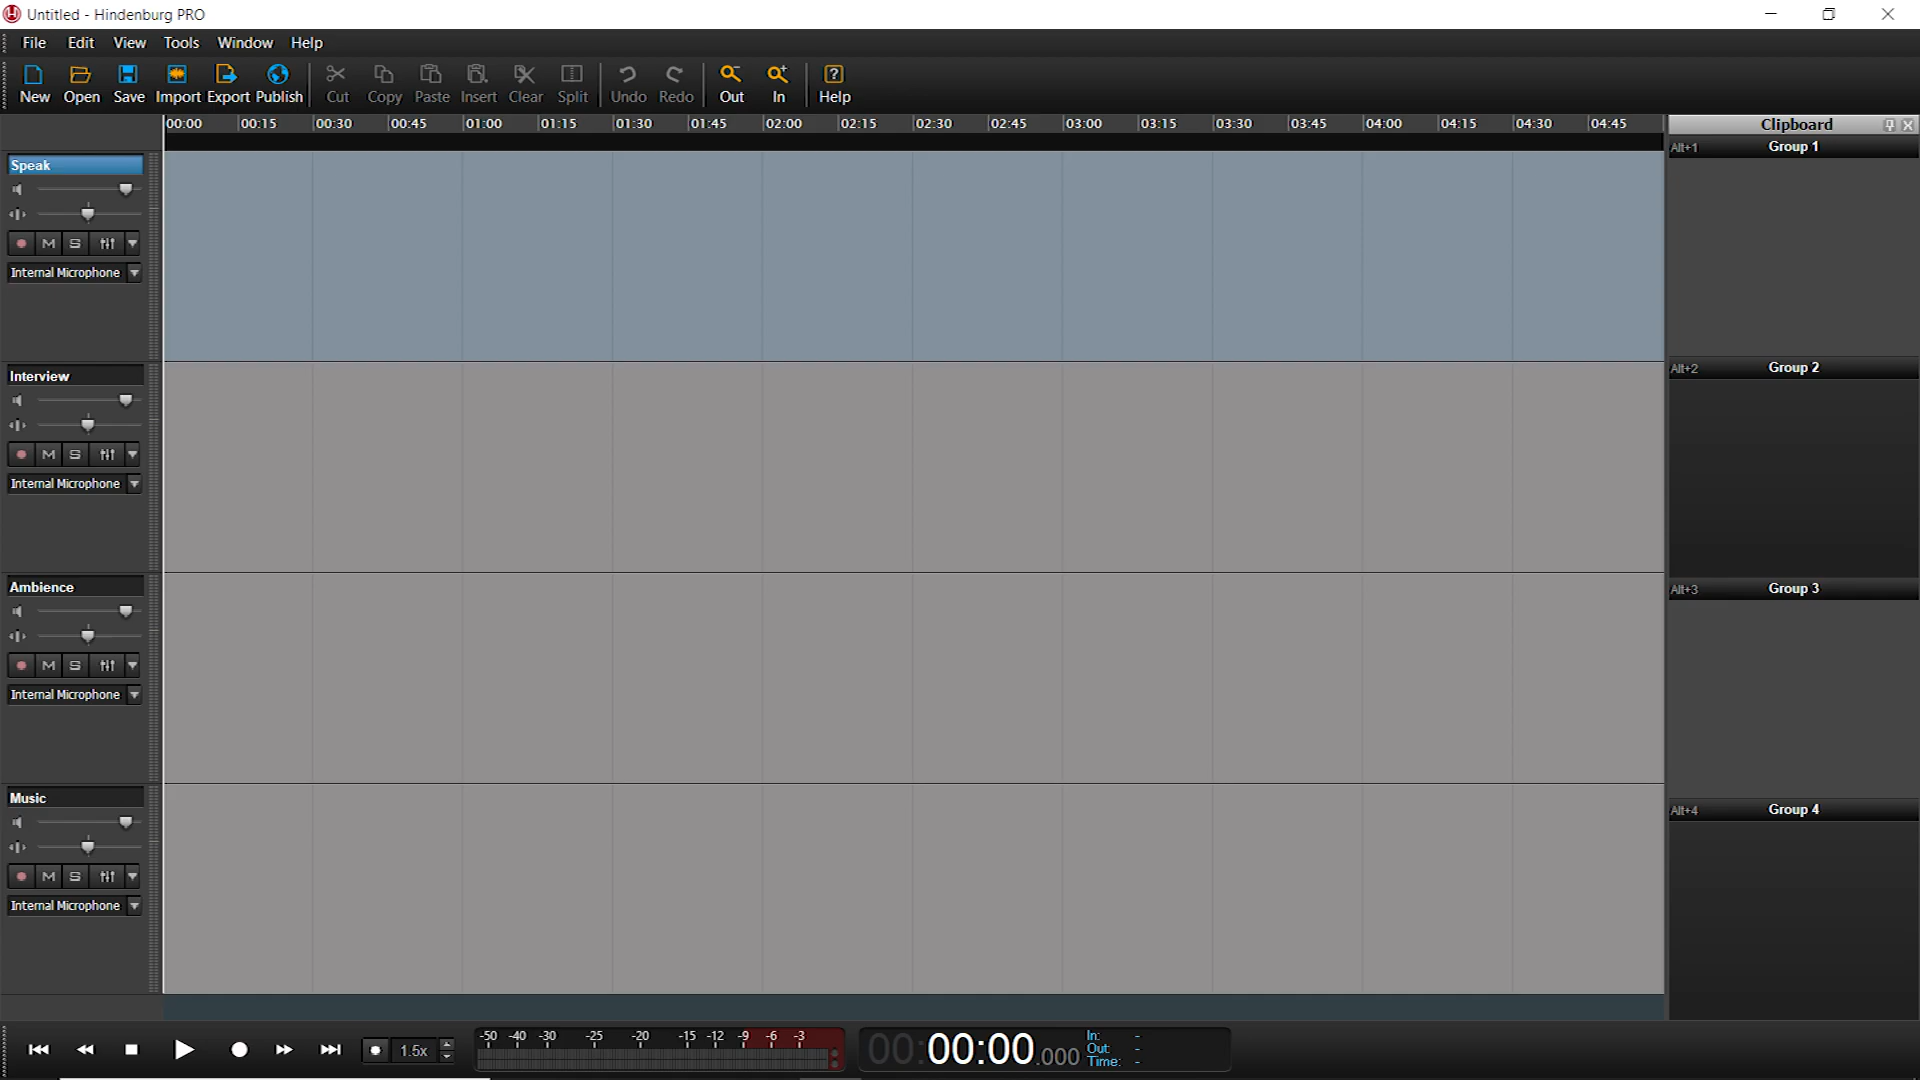 Untitled - Hindenburg PRO
File Edit View Tools Window Help
New Open Save Import Export Publish Cut Copy Paste Insert Clear Split Undo Redo Out In Help
00:00 00:15 00:30 00:45 01:00 01:15 01:30 01:45 02:00 02:15 02:30 02:45 03:00 03:15 03:30 03:45 04:00 04:15 04:30 04:45
Clipboard
Alt+1 Group 1
Speak
M S
Internal Microphone
Alt+2 Group 2
Interview
M S
Internal Microphone
Alt+3 Group 3
Ambience
M S
Internal Microphone
Alt+4 Group 4
Music
M S
Internal Microphone
1.5x
-50 -40 -30 -25 -20 -15 -12 -9 -6 -3
00:00:00.000
In: -
Out: -
Time: -